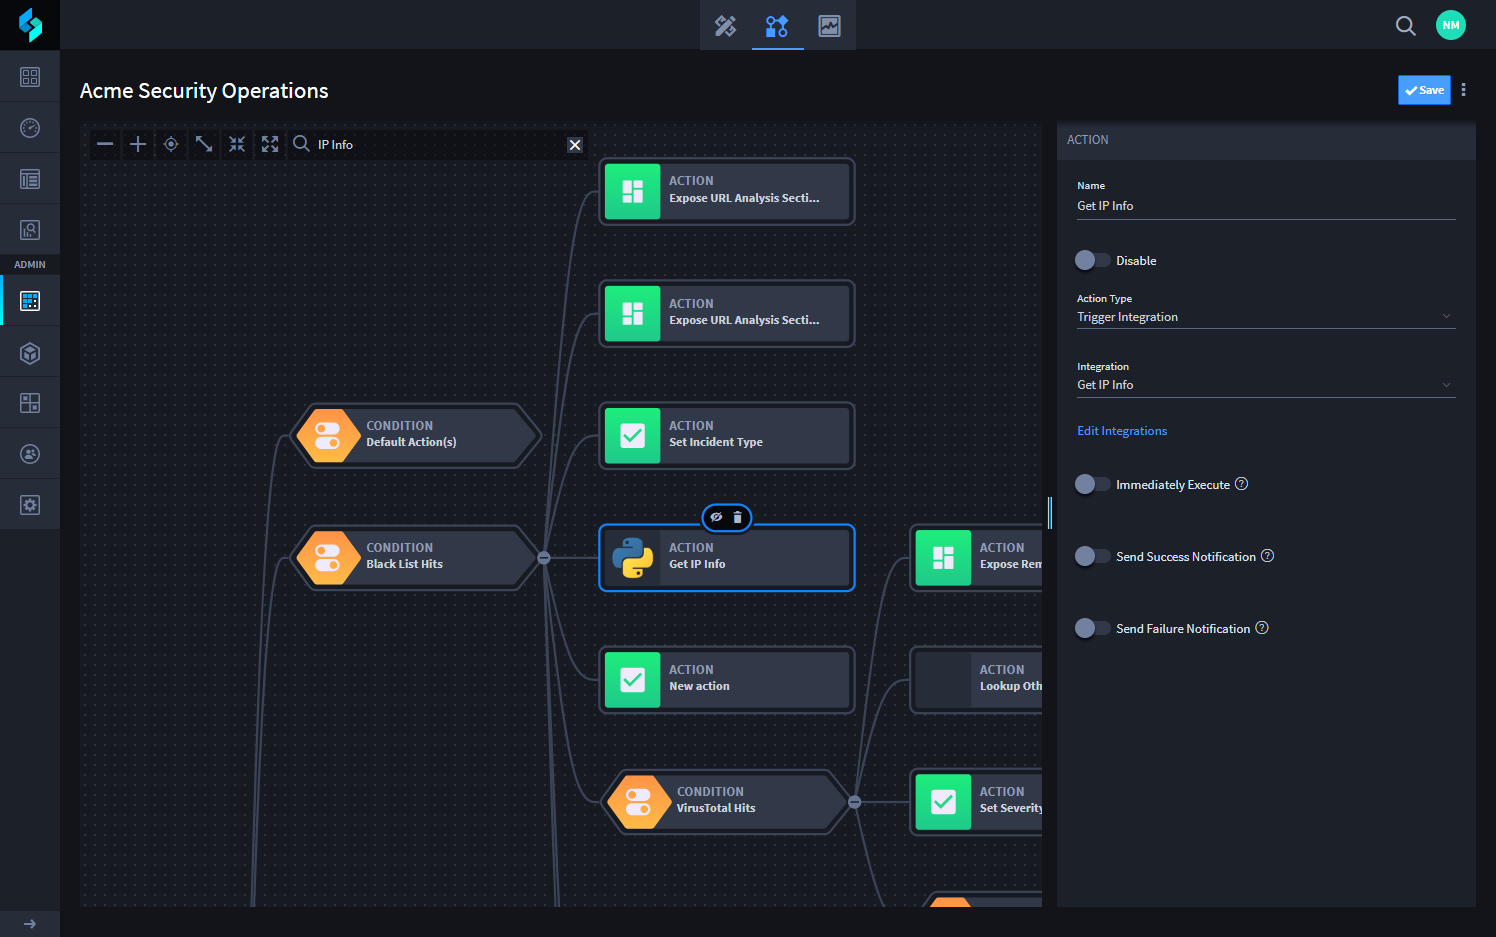 NM
Acme Security Operations
Save
IP Info
ACTION
Expose URL Analysis Secti...
ACTION
Expose URL Analysis Secti...
CONDITION
Default Action(s)
ACTION
Set Incident Type
CONDITION
Black List Hits
ACTION
Get IP Info
ACTION
Expose Rem
ACTION
New action
ACTION
Lookup Oth
CONDITION
VirusTotal Hits
ACTION
Set Severity
ADMIN
ACTION
Name
Get IP Info
Disable
Action Type
Trigger Integration
Integration
Get IP Info
Edit Integrations
Immediately Execute ?
Send Success Notification ?
Send Failure Notification ?